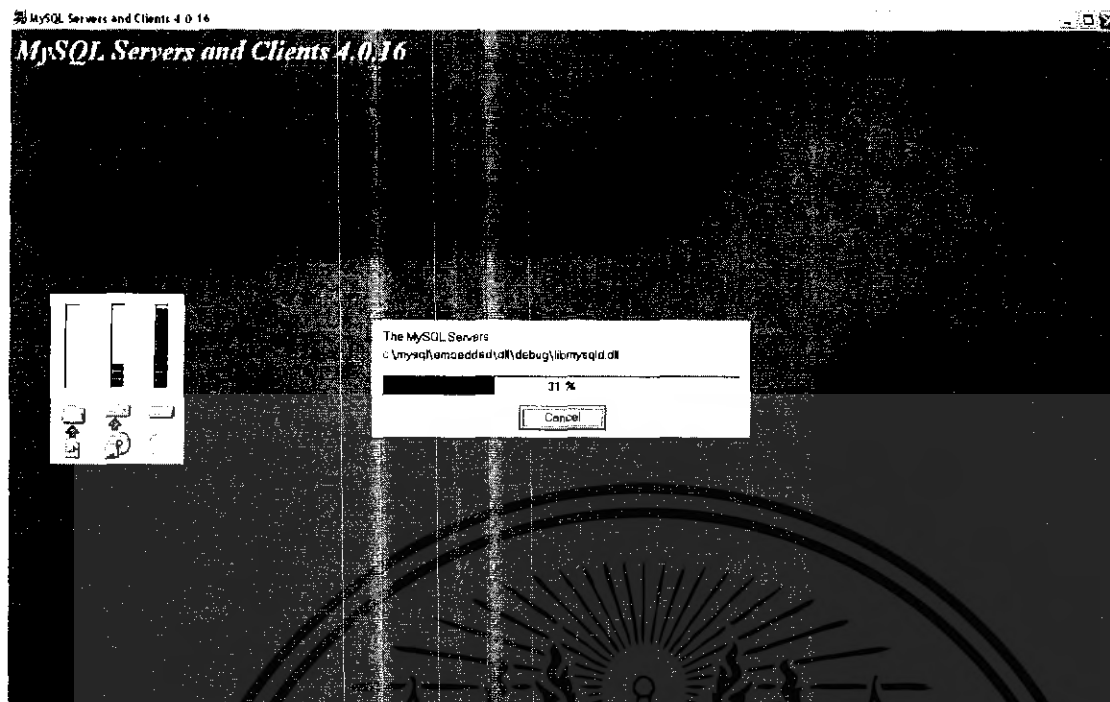 MySQL Servers and Clients 4.0.16
MySQL Servers and Clients 4.0.16
The MySQL Servers
c:\mysql\embedded\dll\debug\libmysqld.dll
31 %
Cancel